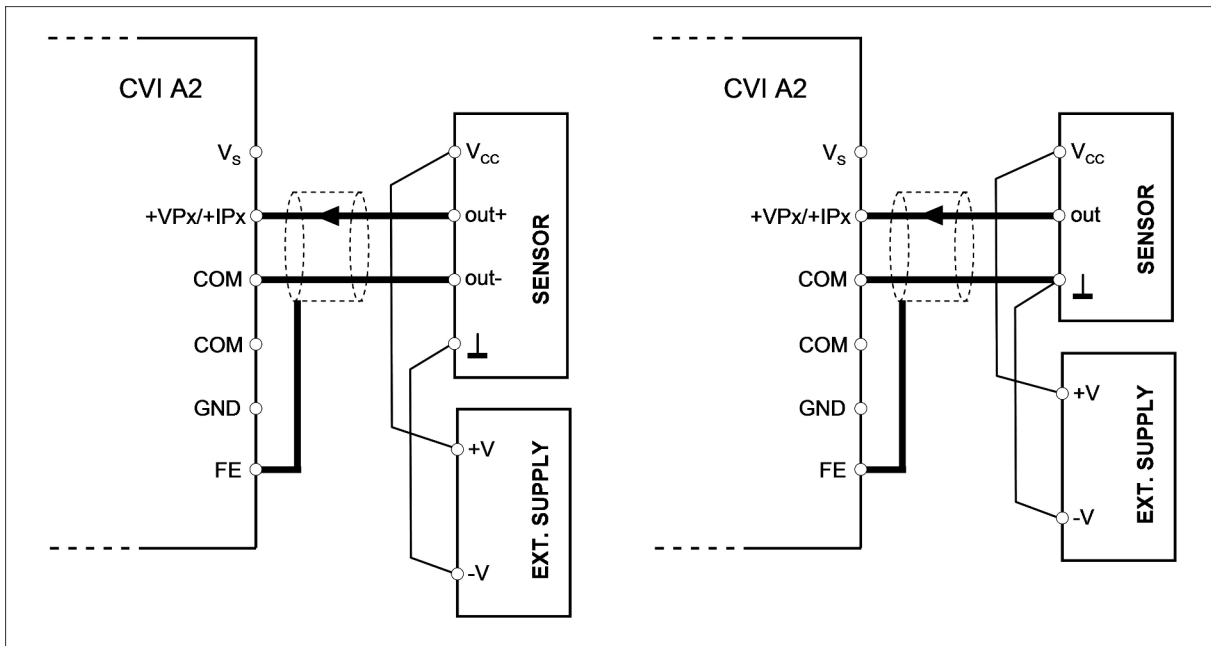 CVI A2
Vs
+VPx/+IPx
COM
COM
GND
FE
Vcc
out+
out-
SENSOR
+V
-V
EXT. SUPPLY
CVI A2
Vs
+VPx/+IPx
COM
COM
GND
FE
Vcc
out
SENSOR
+V
-V
EXT. SUPPLY